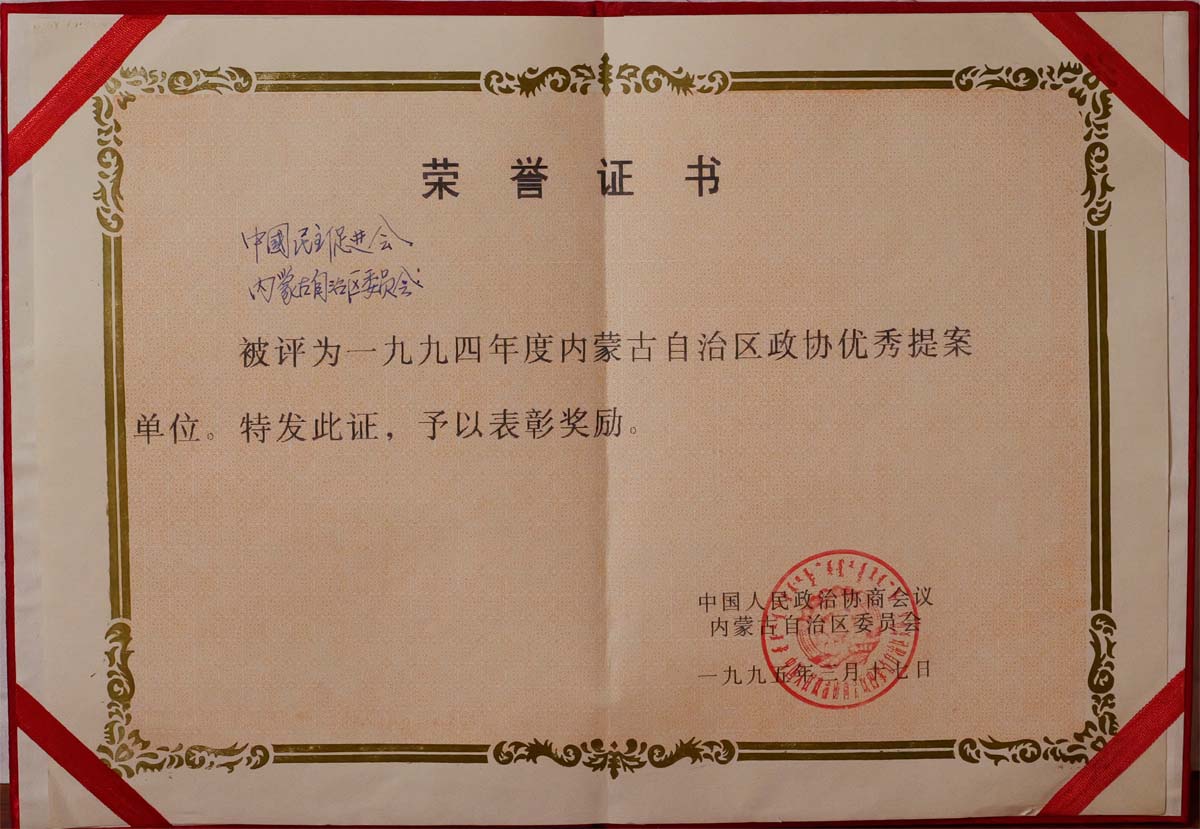 荣誉证书
中國民主促进会
内蒙古自治区委员会:
被评为一九九四年度内蒙古自治区政协优秀提案
单位。特发此证，予以表彰奖励。
中国人民政治协商会议
内蒙古自治区委员会
一九九五年二月十七日